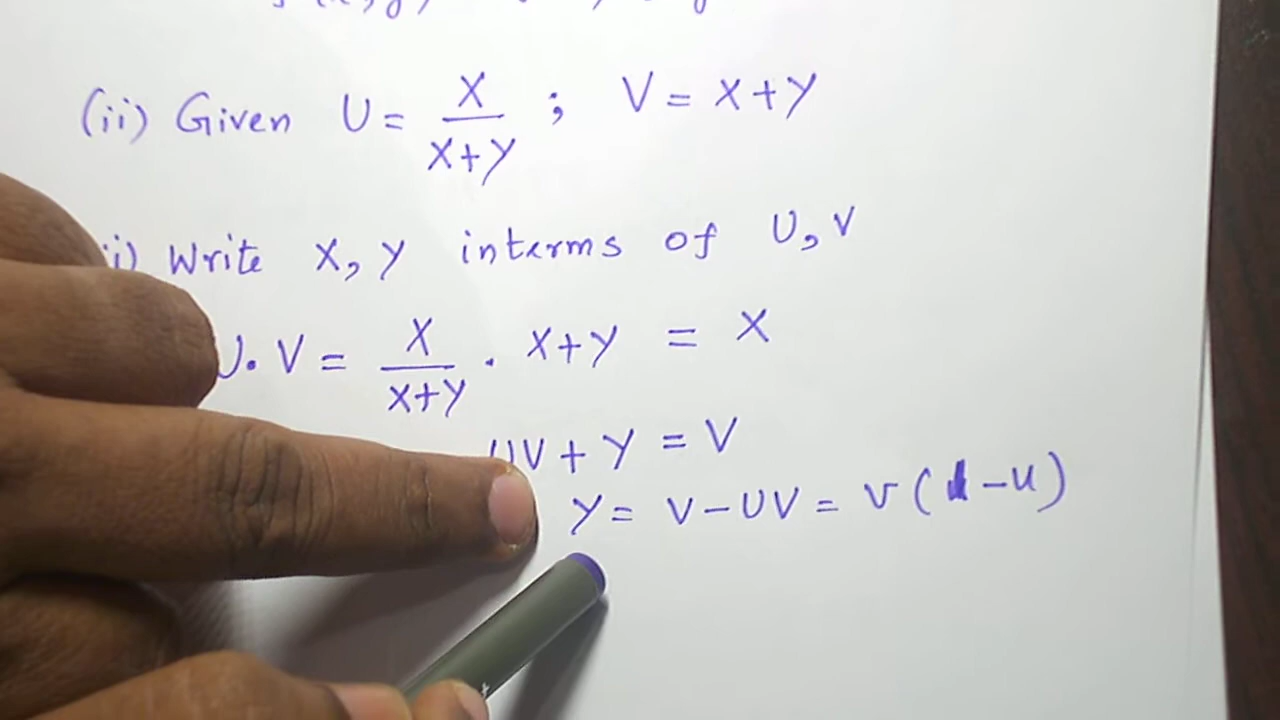 (ii) Given U = X/(X+Y) ; V = X+Y
i) Write X, Y interms of U, V
U.V = X/(X+Y) . X+Y = X
UV + Y = V
Y = V - UV = V(1-U)